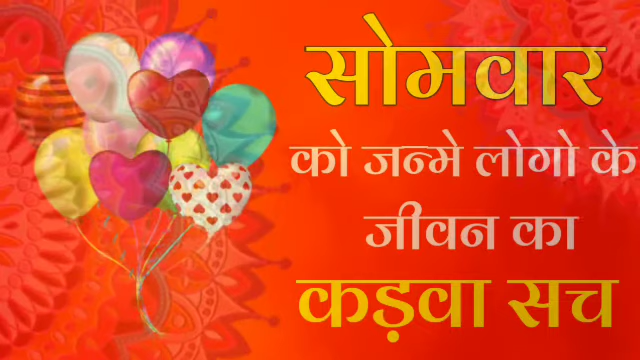 सोमवार
को जन्मे लोगो के
जीवन का
कड़वा सच